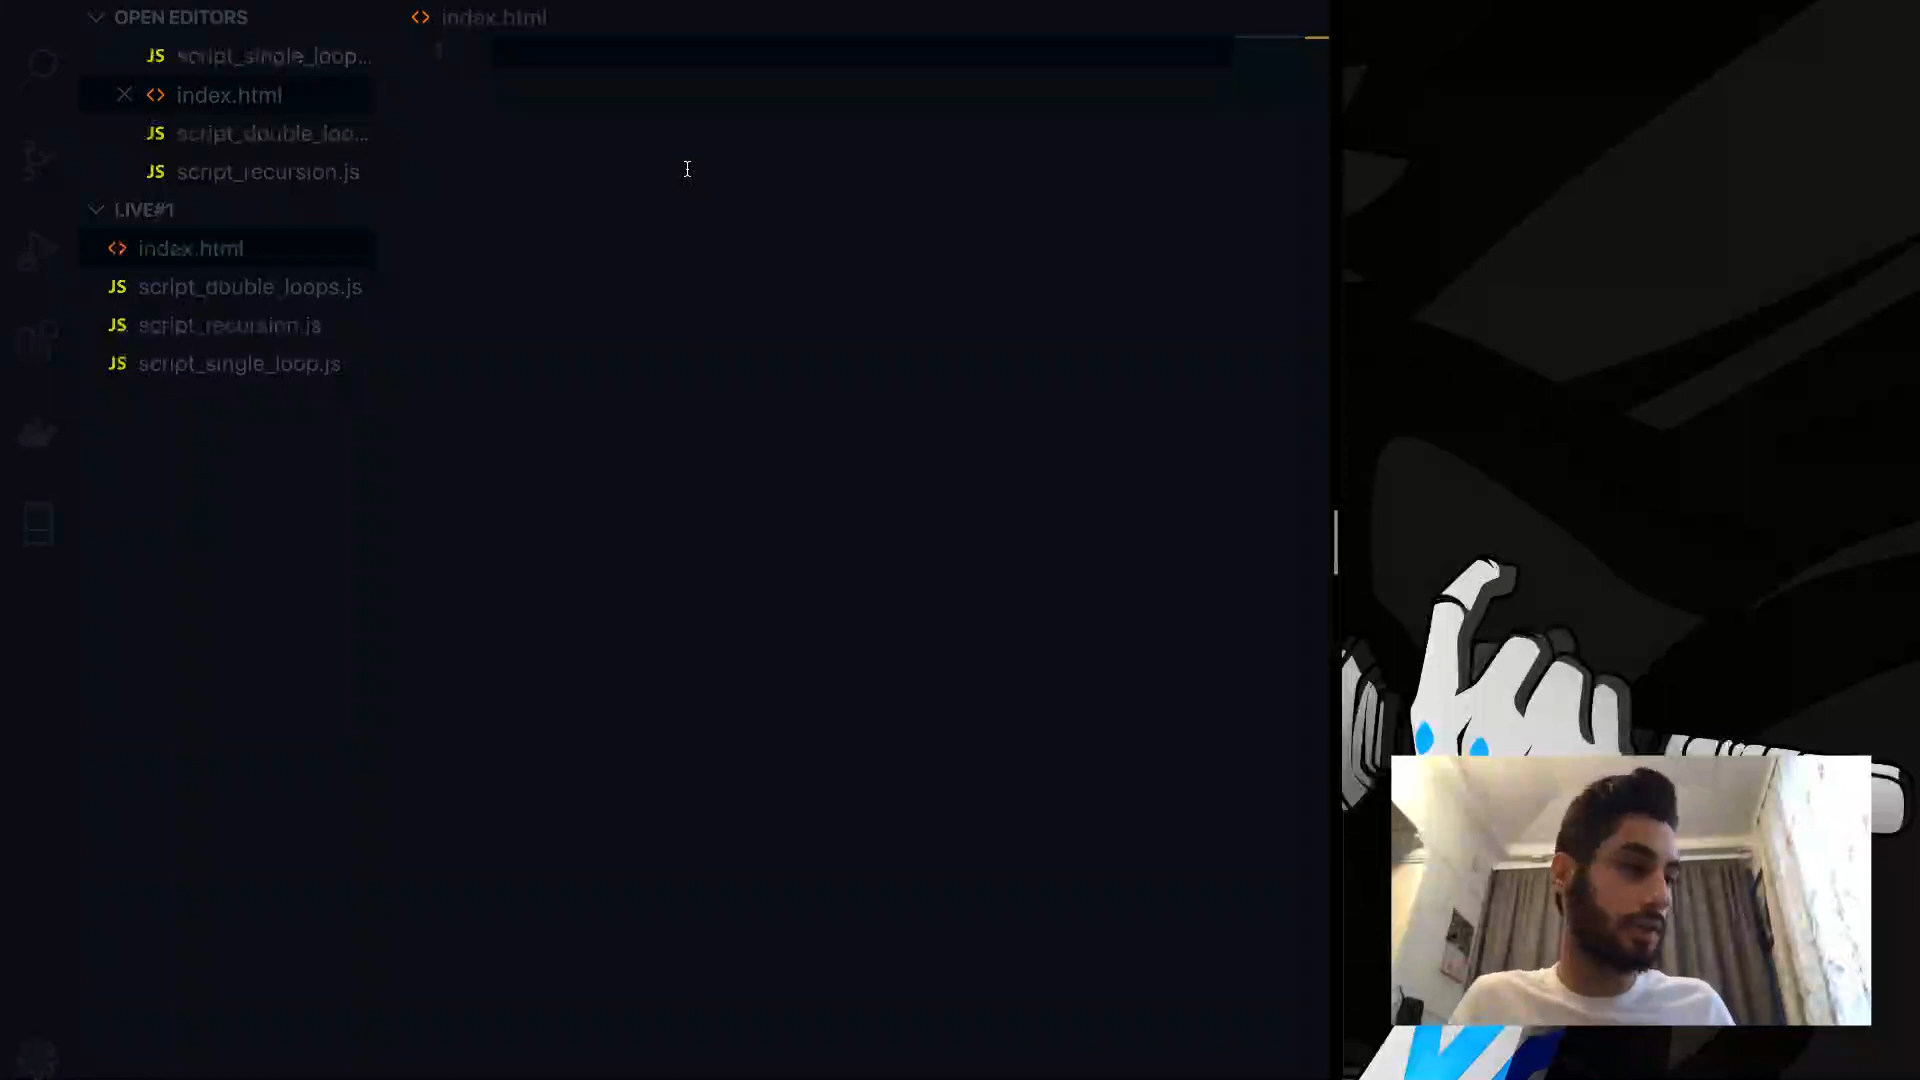 OPEN EDITORS
JS script_single_loop...
<> index.html
JS script_double_loo...
JS script_recursion.js
LIVE#1
<> index.html
JS script_double_loops.js
JS script_recursion.js
JS script_single_loop.js
<> index.html
1